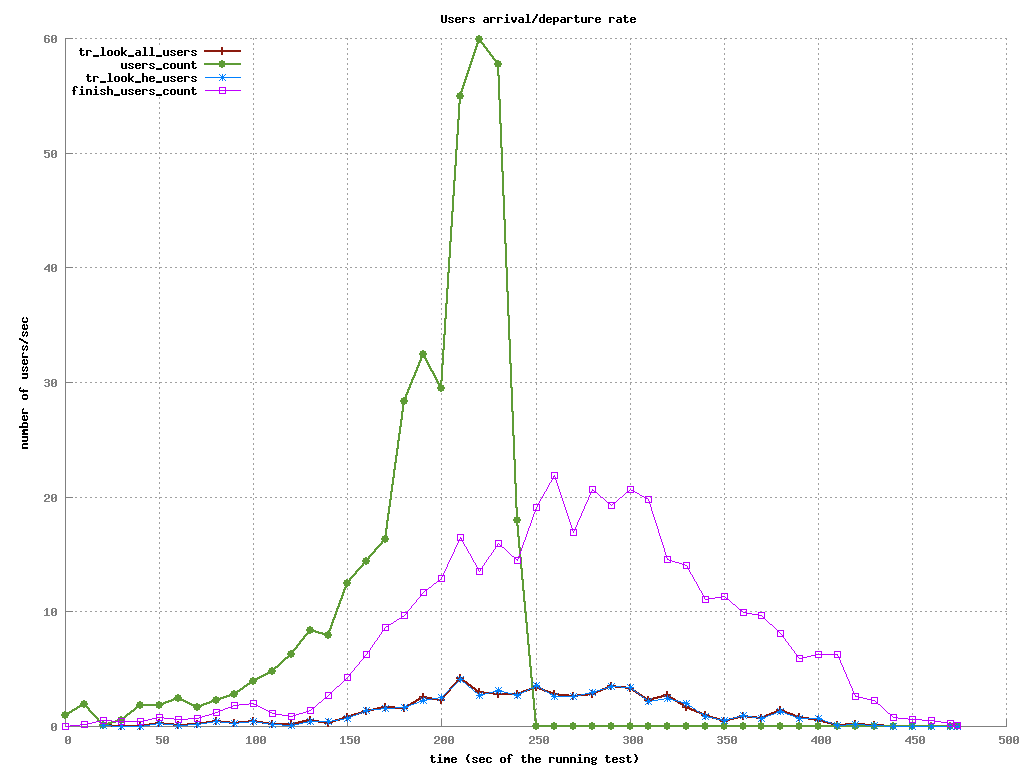 Users arrival/departure rate
tr_look_all_users
users_count
tr_look_he_users
finish_users_count
60
50
40
30
20
10
0
number of users/sec
0 50 100 150 200 250 300 350 400 450 500
time (sec of the running test)